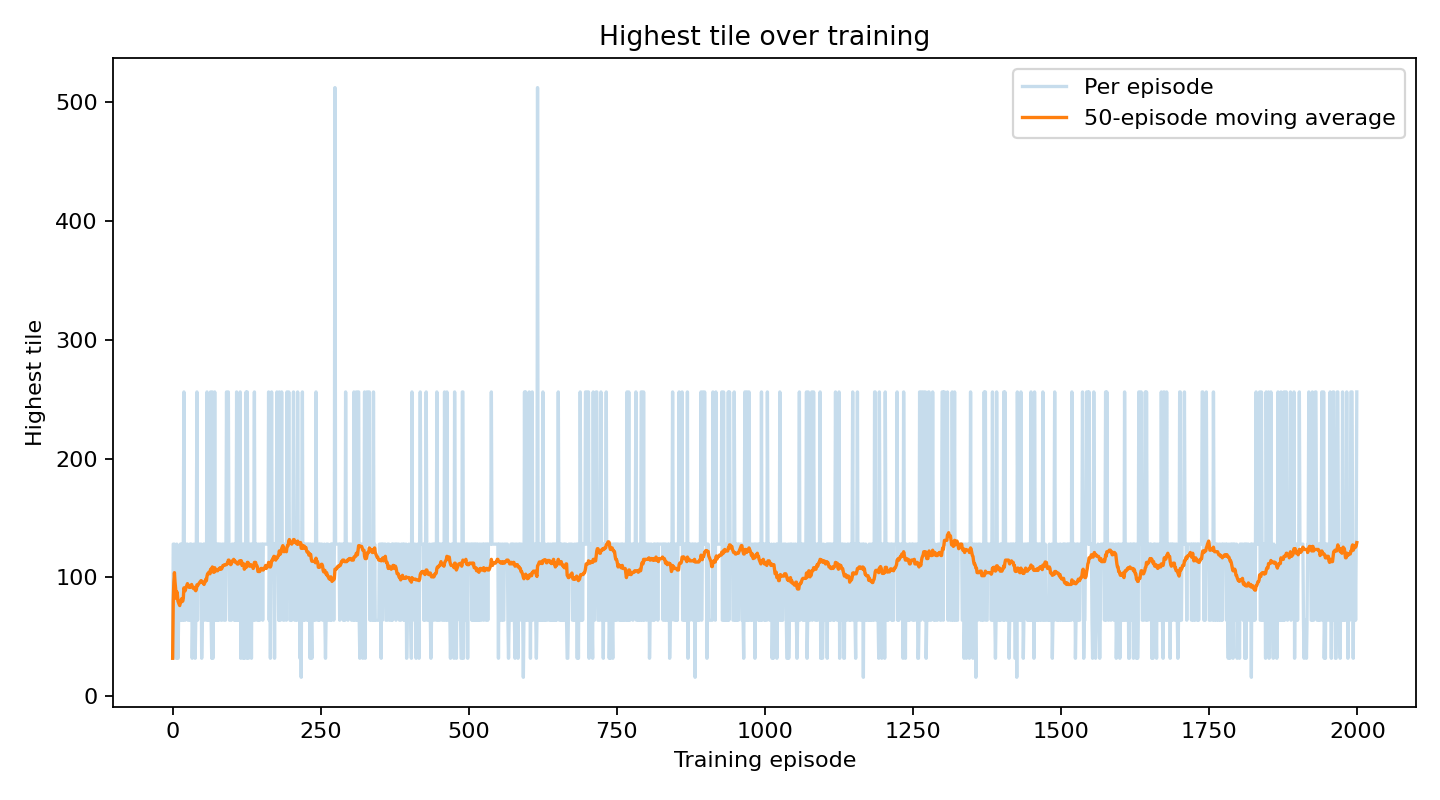 Highest tile over training
Per episode
50-episode moving average
Highest tile
500
400
300
200
100
0
0 250 500 750 1000 1250 1500 1750 2000
Training episode